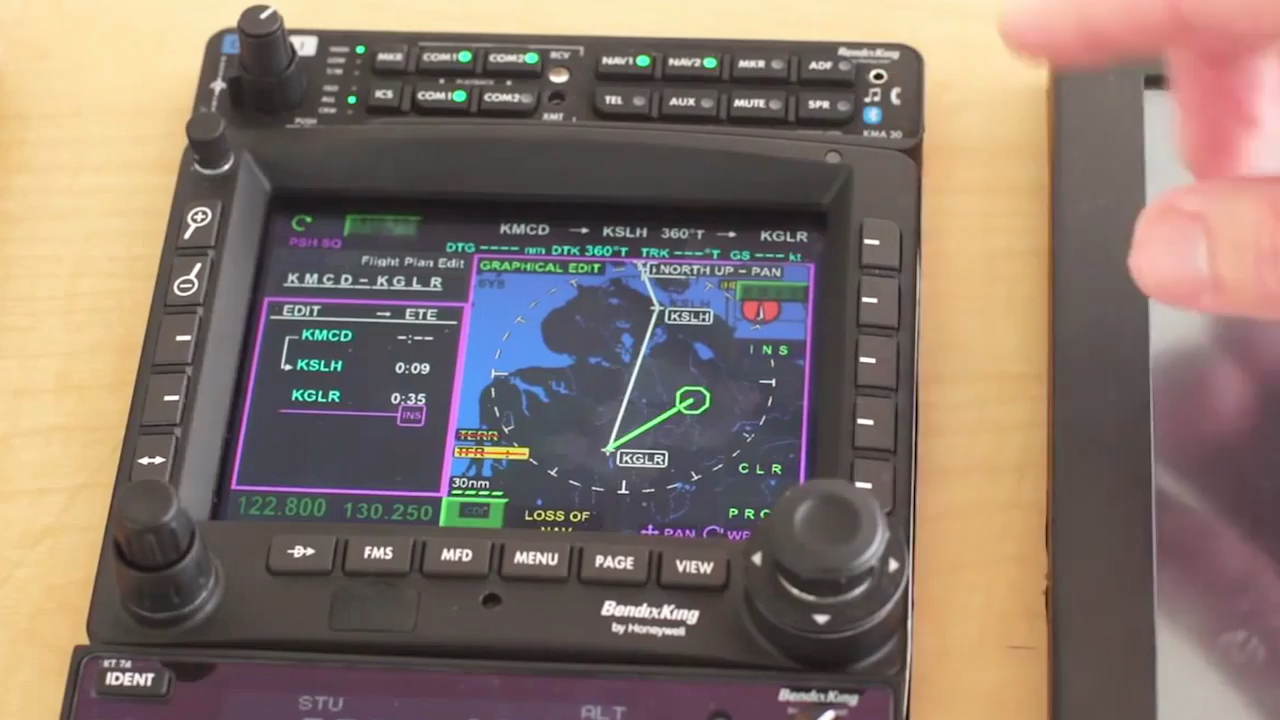 MKR COM1 COM2 RCV
NAV1 NAV2 MKR ADF
BendixKing
ICS COM1 COM2
TEL AUX MUTE SPR
PUSH
XMT
KMA 30
KMCD → KSLH 360°T → KGLR
PSH SQ
DTG ---- nm DTK 360°T TRK ---°T GS --- kt
Flight Plan Edit
GRAPHICAL EDIT
NORTH UP - PAN
KMCD-KGLR
KSLH
KSLH
EDIT → ETE
KMCD -:--
KSLH 0:09
KGLR 0:35
INS
INS
TERR
TFR
KGLR
CLR
30nm
122.800 130.250
LOSS OF
NAV
PROC
PAN
D FMS MFD MENU PAGE VIEW
BendixKing
by Honeywell
KT 74
IDENT
STU
ALT
BendixKing